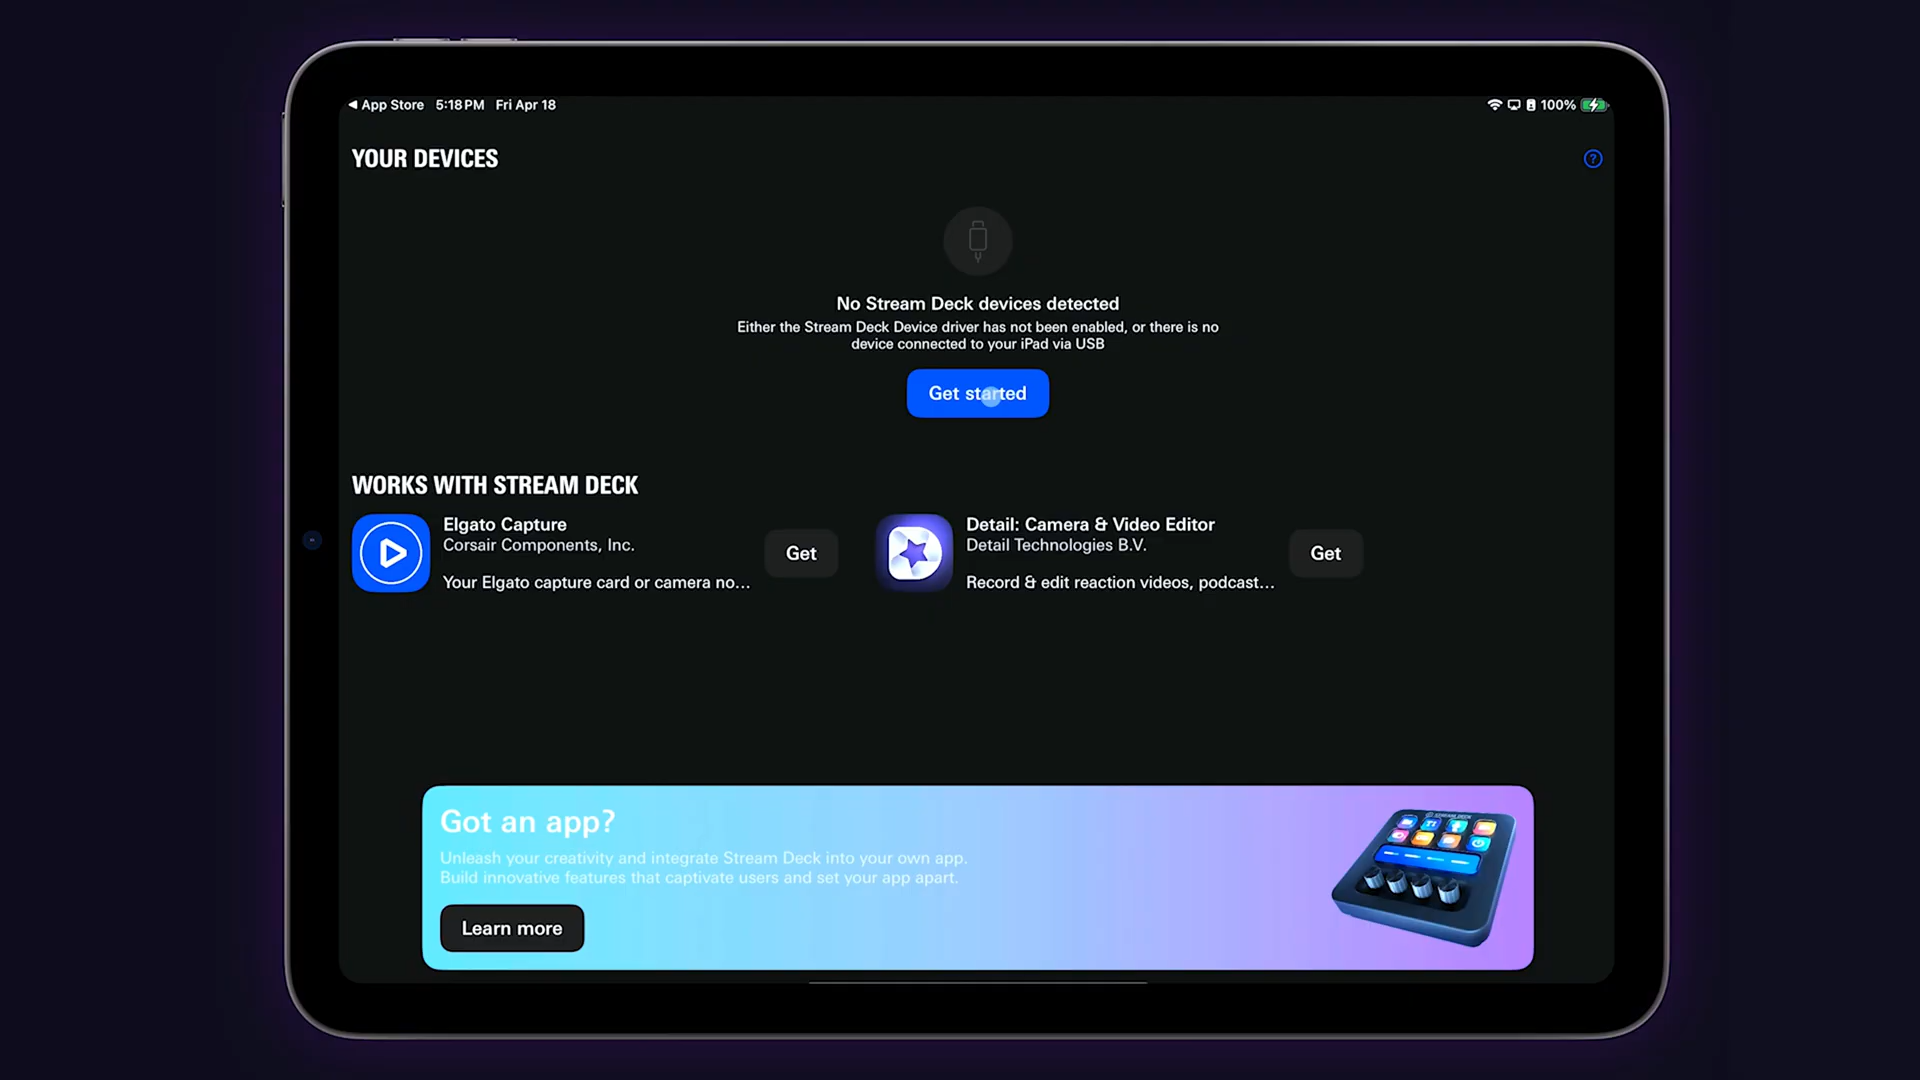 ◀ App Store 5:18 PM Fri Apr 18
100%
YOUR DEVICES
?
No Stream Deck devices detected
Either the Stream Deck Device driver has not been enabled, or there is no
device connected to your iPad via USB
Get started
WORKS WITH STREAM DECK
Elgato Capture
Corsair Components, Inc.
Your Elgato capture card or camera no...
Get
Detail: Camera & Video Editor
Detail Technologies B.V.
Record & edit reaction videos, podcast...
Get
Got an app?
Unleash your creativity and integrate Stream Deck into your own app.
Build innovative features that captivate users and set your app apart.
Learn more
STREAM DECK